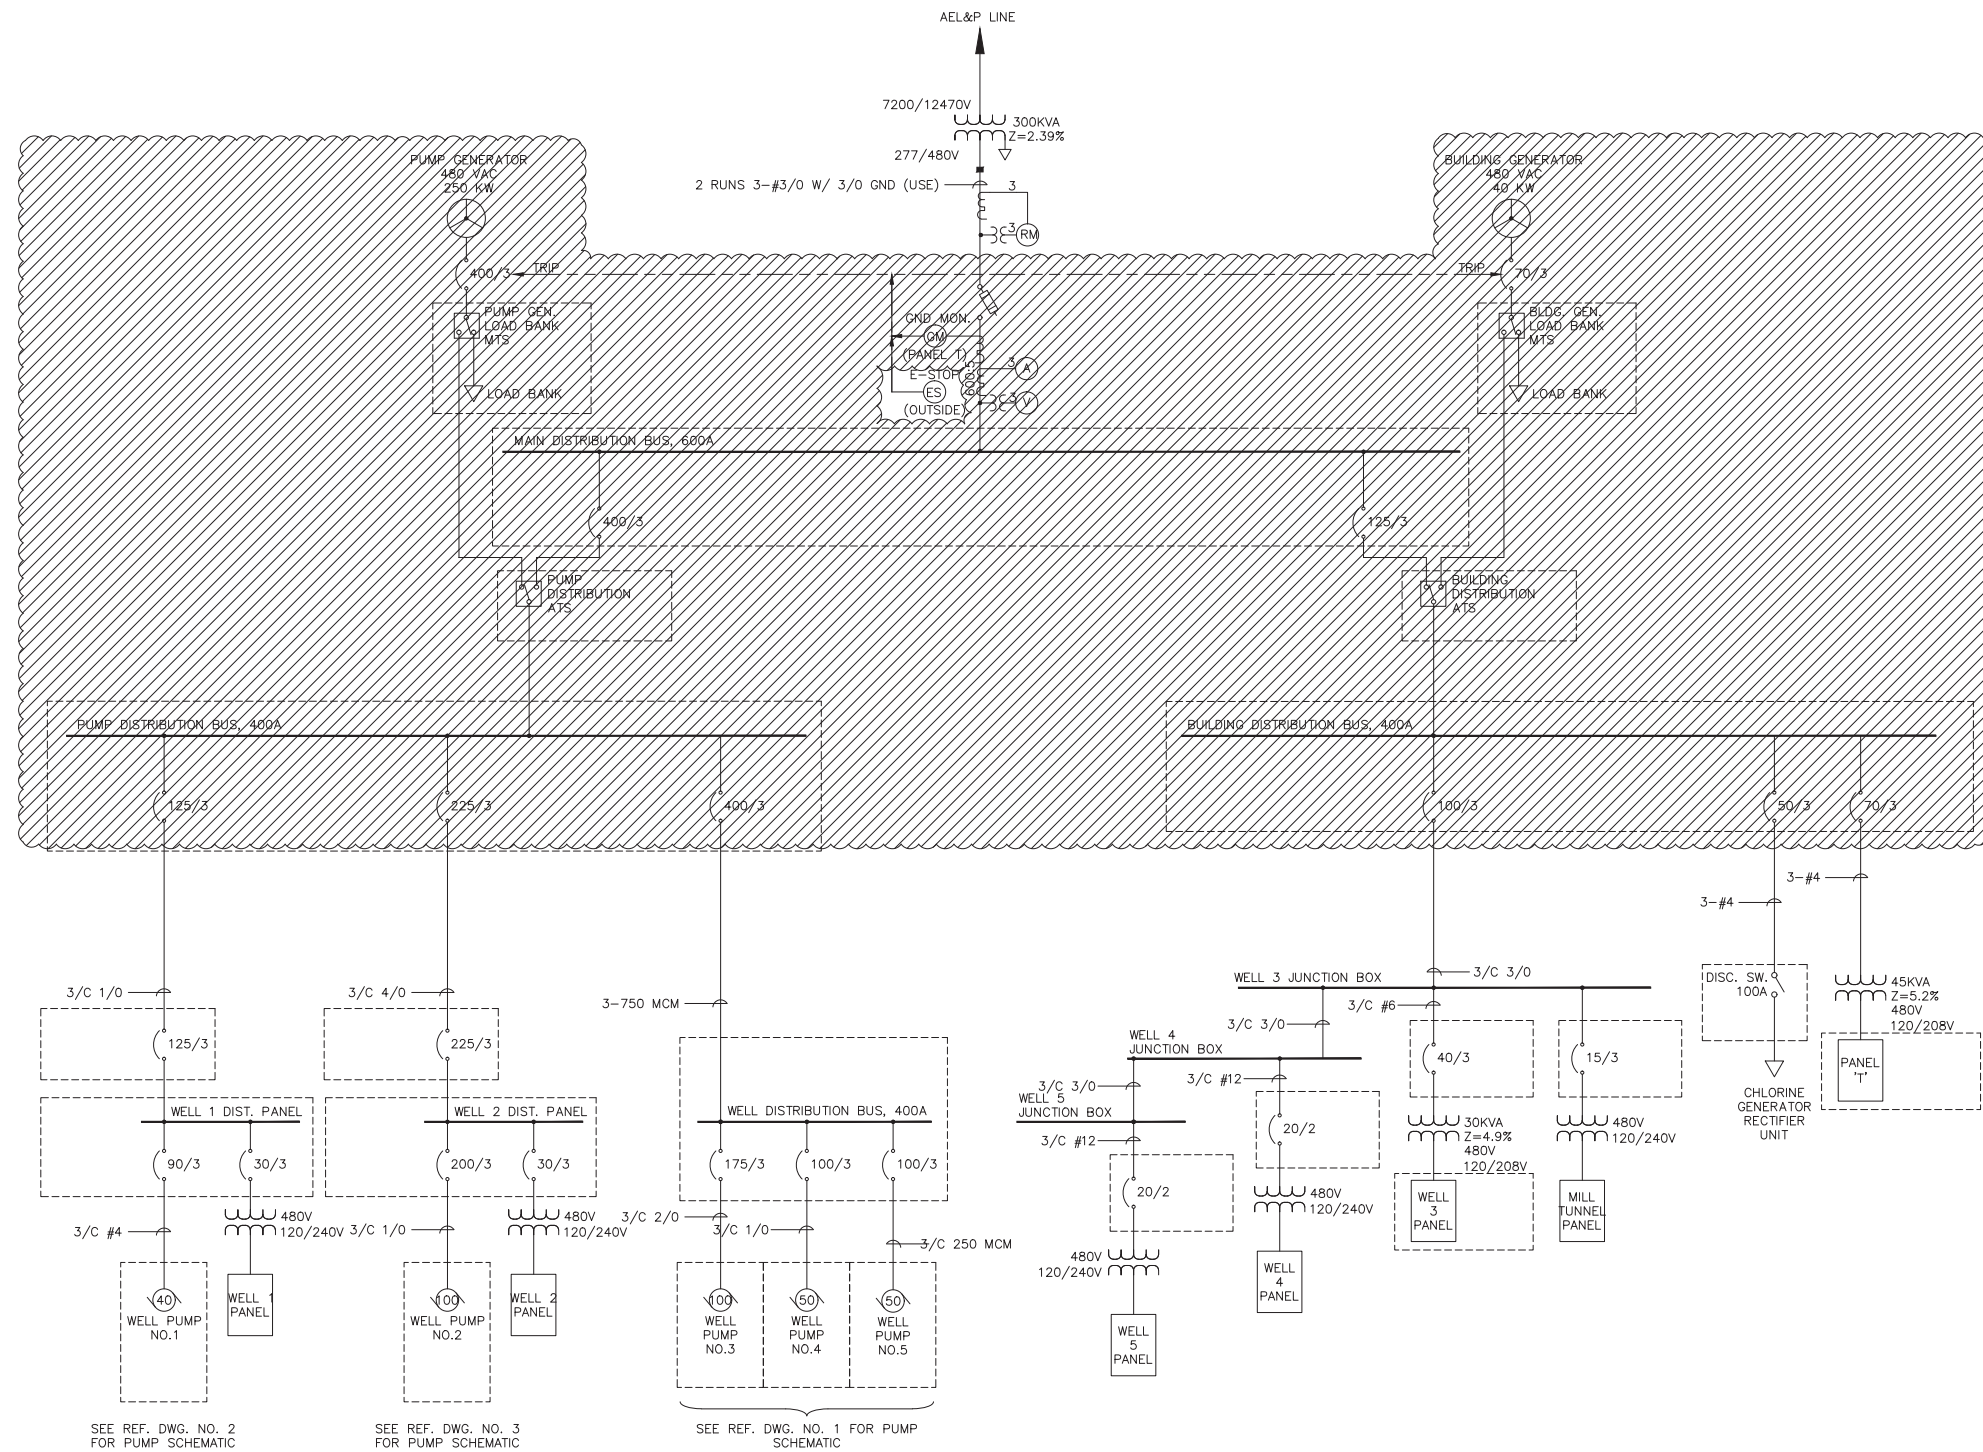 AEL&P LINE
7200/12470V
300KVA
Z=2.39%
277/480V
2 RUNS 3-#3/0 W/ 3/0 GND (USE)
3
3
RM
PUMP GENERATOR
480 VAC
250 KW
BUILDING GENERATOR
480 VAC
40 KW
400/3
TRIP
TRIP
70/3
PUMP GEN.
LOAD BANK
MTS
LOAD BANK
GND MON.
GM
(PANEL T)
E-STOP
ES
(OUTSIDE)
600:5
3
A
3
V
BLDG. GEN.
LOAD BANK
MTS
LOAD BANK
MAIN DISTRIBUTION BUS, 600A
400/3
125/3
PUMP
DISTRIBUTION
ATS
BUILDING
DISTRIBUTION
ATS
PUMP DISTRIBUTION BUS, 400A
BUILDING DISTRIBUTION BUS, 400A
125/3
225/3
400/3
100/3
50/3
70/3
3-#4
3-#4
3/C 1/0
3/C 4/0
3-750 MCM
WELL 3 JUNCTION BOX
3/C 3/0
3/C #6
3/C 3/0
DISC. SW.
100A
45KVA
Z=5.2%
480V
120/208V
125/3
225/3
WELL 4
JUNCTION BOX
40/3
15/3
PANEL
'T'
3/C 3/0
3/C #12
WELL 5
JUNCTION BOX
CHLORINE
GENERATOR
RECTIFIER
UNIT
WELL 1 DIST. PANEL
WELL 2 DIST. PANEL
WELL DISTRIBUTION BUS, 400A
3/C #12
20/2
30KVA
Z=4.9%
480V
120/208V
480V
120/240V
90/3
30/3
200/3
30/3
175/3
100/3
100/3
20/2
480V
120/240V
WELL
3
PANEL
MILL
TUNNEL
PANEL
3/C #4
480V
120/240V
3/C 1/0
480V
120/240V
3/C 2/0
3/C 1/0
3/C 250 MCM
480V
120/240V
WELL
4
PANEL
40
WELL PUMP
NO.1
WELL 1
PANEL
100
WELL PUMP
NO.2
WELL 2
PANEL
100
WELL
PUMP
NO.3
50
WELL
PUMP
NO.4
50
WELL
PUMP
NO.5
WELL
5
PANEL
SEE REF. DWG. NO. 2
FOR PUMP SCHEMATIC
SEE REF. DWG. NO. 3
FOR PUMP SCHEMATIC
SEE REF. DWG. NO. 1 FOR PUMP
SCHEMATIC